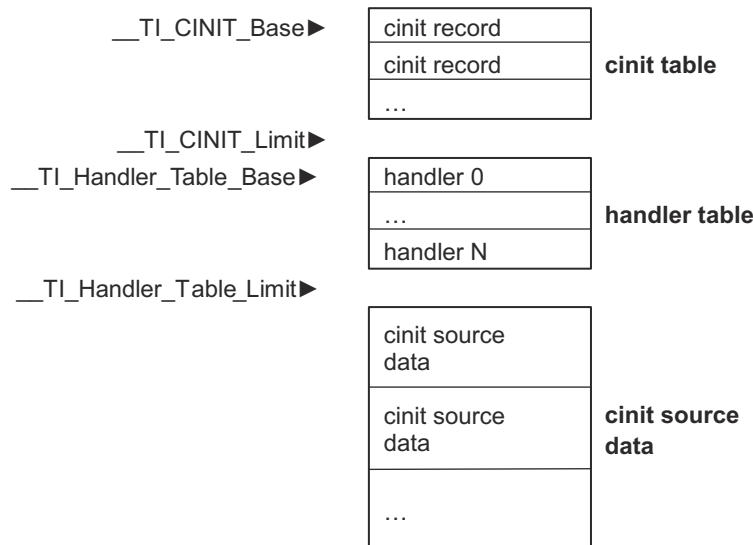 __TI_CINIT_Base►
cinit record
cinit record
cinit table
…
__TI_CINIT_Limit►
__TI_Handler_Table_Base►
handler 0
…
handler table
handler N
__TI_Handler_Table_Limit►
cinit source
data
cinit source
data
cinit source
data
…